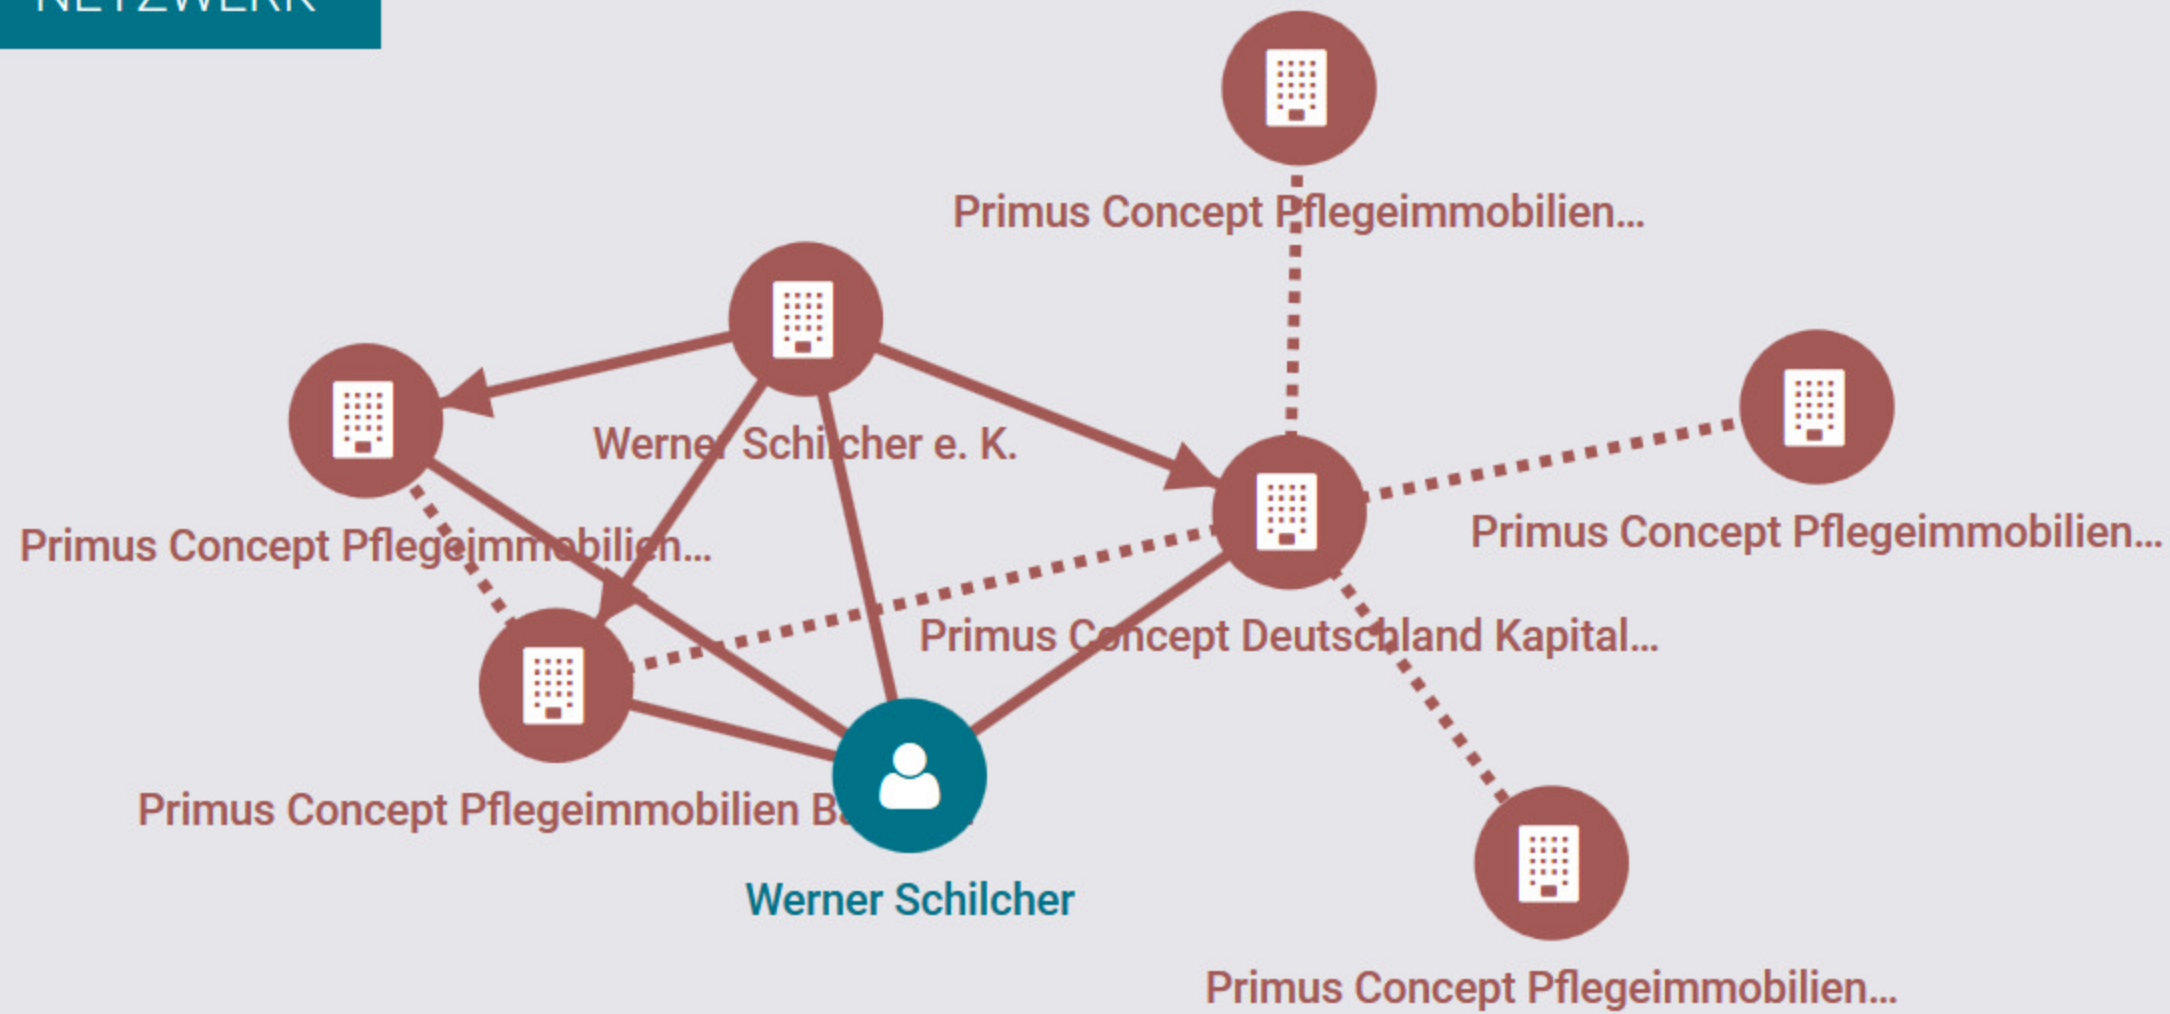 NETZWERK
Primus Concept Pflegeimmobilien...
Werner Schilcher e. K.
Primus Concept Pflegeimmobilien...
Primus Concept Pflegeimmobilien...
Primus Concept Deutschland Kapital...
Primus Concept Pflegeimmobilien
Werner Schilcher
Primus Concept Pflegeimmobilien...